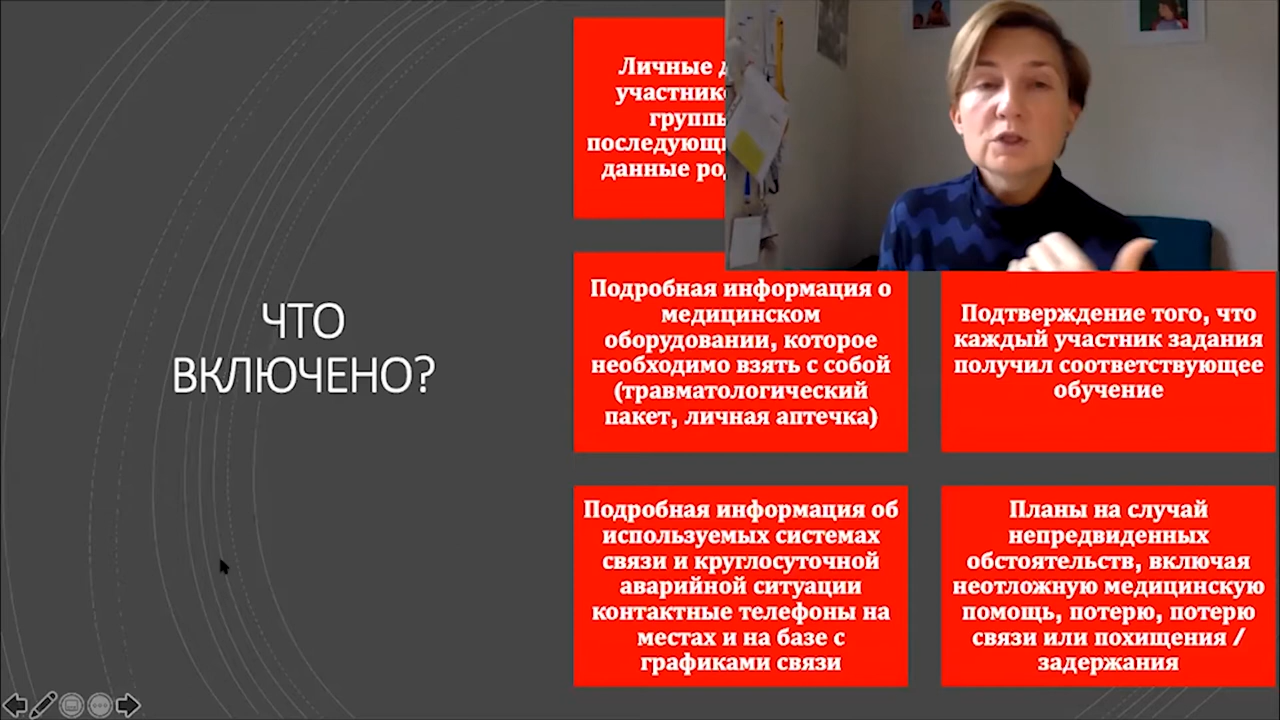 ЧТО
ВКЛЮЧЕНО?
Личные
группы
данные
Подробная информация о
медицинском
оборудовании, которое
необходимо взять с собой
(травматологический
пакет, личная аптечка)
Подтверждение того, что
каждый участник задания
получил соответствующее
обучение
Подробная информация об
используемых системах
связи и круглосуточной
аварийной ситуации
контактные телефоны на
местах и на базе с
графиками связи
Планы на случай
непредвиденных
обстоятельств, включая
неотложную медицинскую
помощь, потерю, потерю
связи или похищения /
задержания